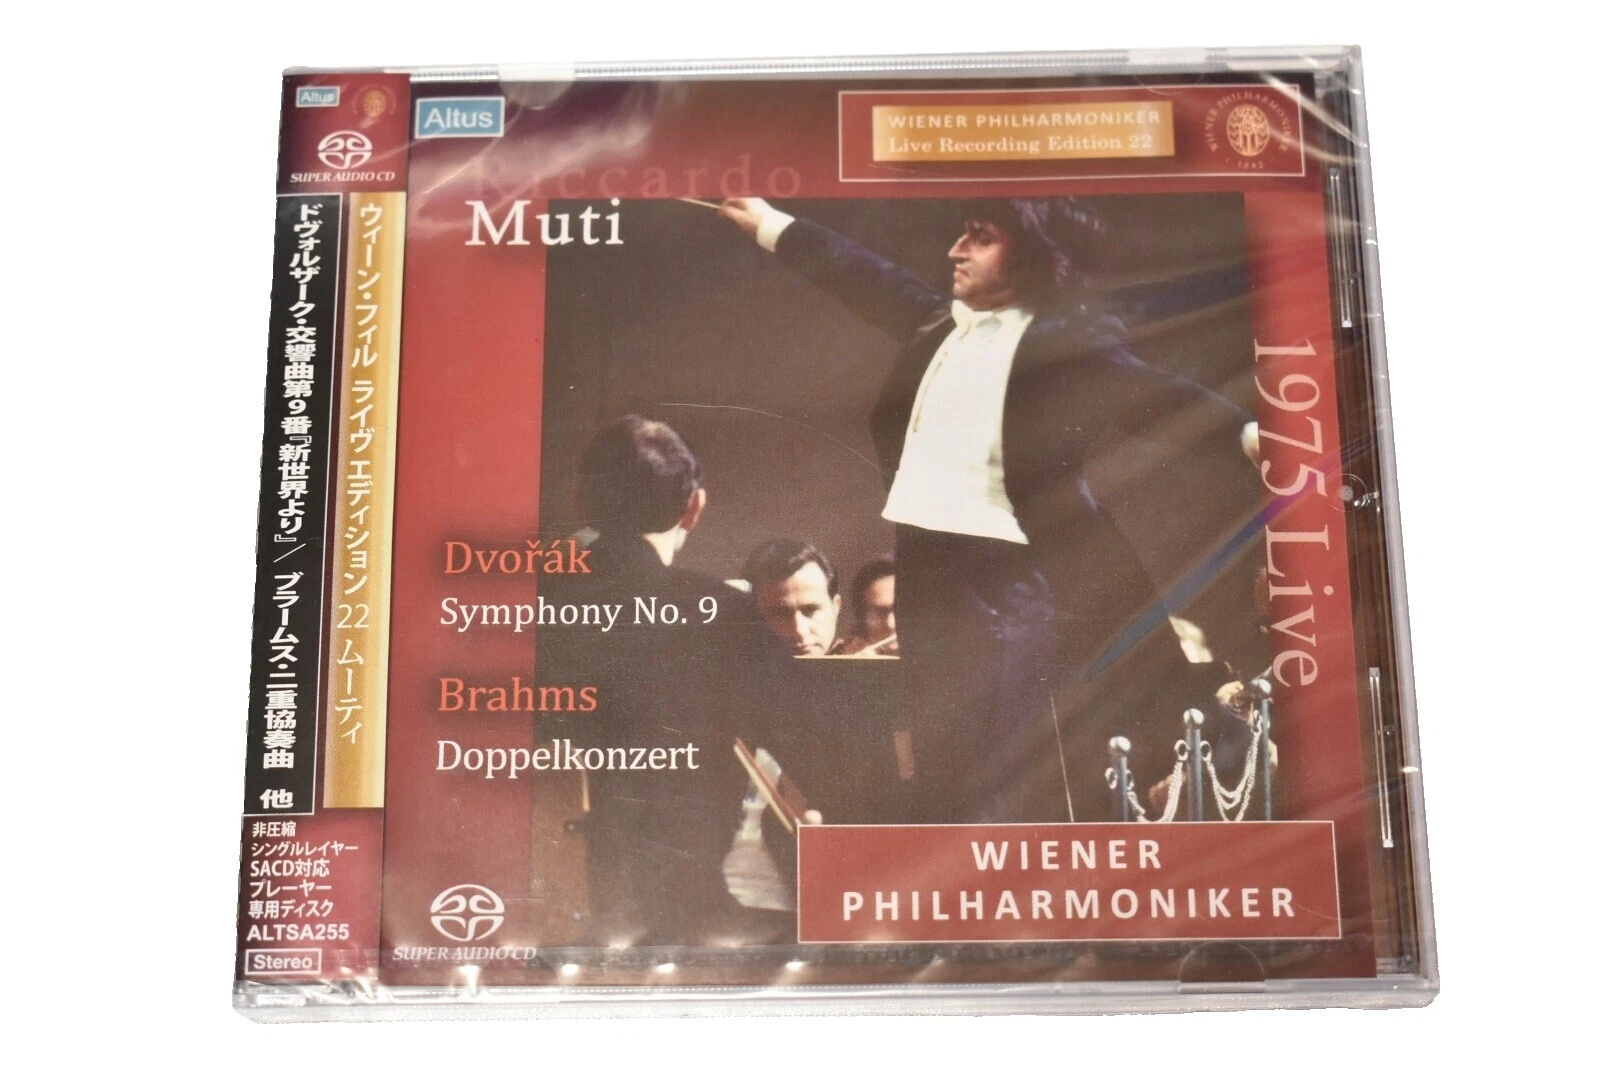 Altus
SUPER AUDIO CD
ウィーン・フィル ライヴ エディション 22 ムーティ
ドヴォルザーク・交響曲第9番『新世界より』／ブラームス・二重協奏曲 他
非圧縮
シングルレイヤー
SACD対応
プレーヤー
専用ディスク
ALTSA255
Stereo
Altus
WIENER PHILHARMONIKER
Live Recording Edition 22
WIENER PHILHARMONIKER
1842
Riccardo
Muti
1975 Live
Dvořák
Symphony No. 9
Brahms
Doppelkonzert
WIENER
PHILHARMONIKER
SUPER AUDIO CD